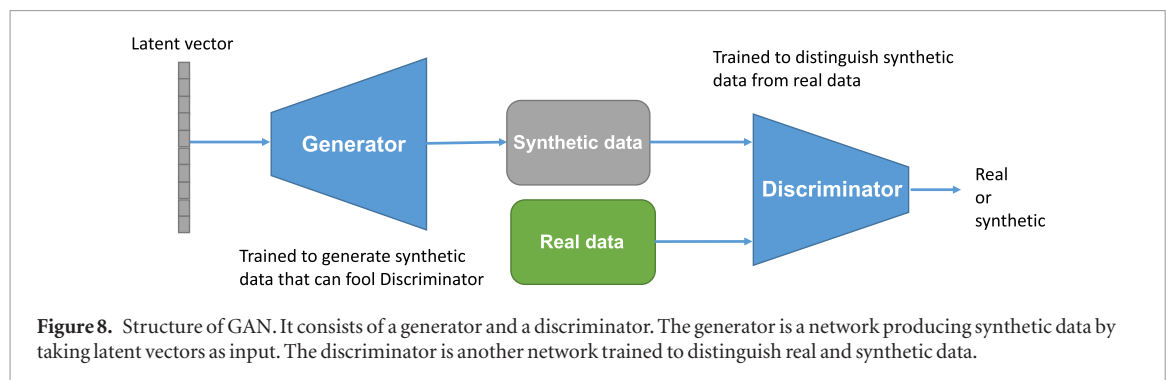 Latent vector
Generator
Trained to generate synthetic
data that can fool Discriminator
Synthetic data
Real data
Trained to distinguish synthetic
data from real data
Discriminator
Real
or
synthetic
Figure 8. Structure of GAN. It consists of a generator and a discriminator. The generator is a network producing synthetic data by
taking latent vectors as input. The discriminator is another network trained to distinguish real and synthetic data.